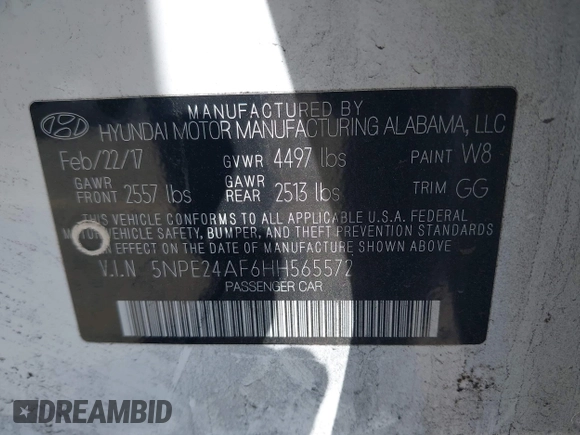 MANUFACTURED BY
HYUNDAI MOTOR MANUFACTURING ALABAMA, LLC
Feb/22/17 GVWR 4497 lbs PAINT W8
GAWR FRONT 2557 lbs GAWR REAR 2513 lbs TRIM GG
THIS VEHICLE CONFORMS TO ALL APPLICABLE U.S.A. FEDERAL
MOTOR VEHICLE SAFETY, BUMPER, AND THEFT PREVENTION STANDARDS
IN EFFECT ON THE DATE OF MANUFACTURE SHOWN ABOVE.
V.I.N 5NPE24AF6HH565572
PASSENGER CAR
DREAMBID